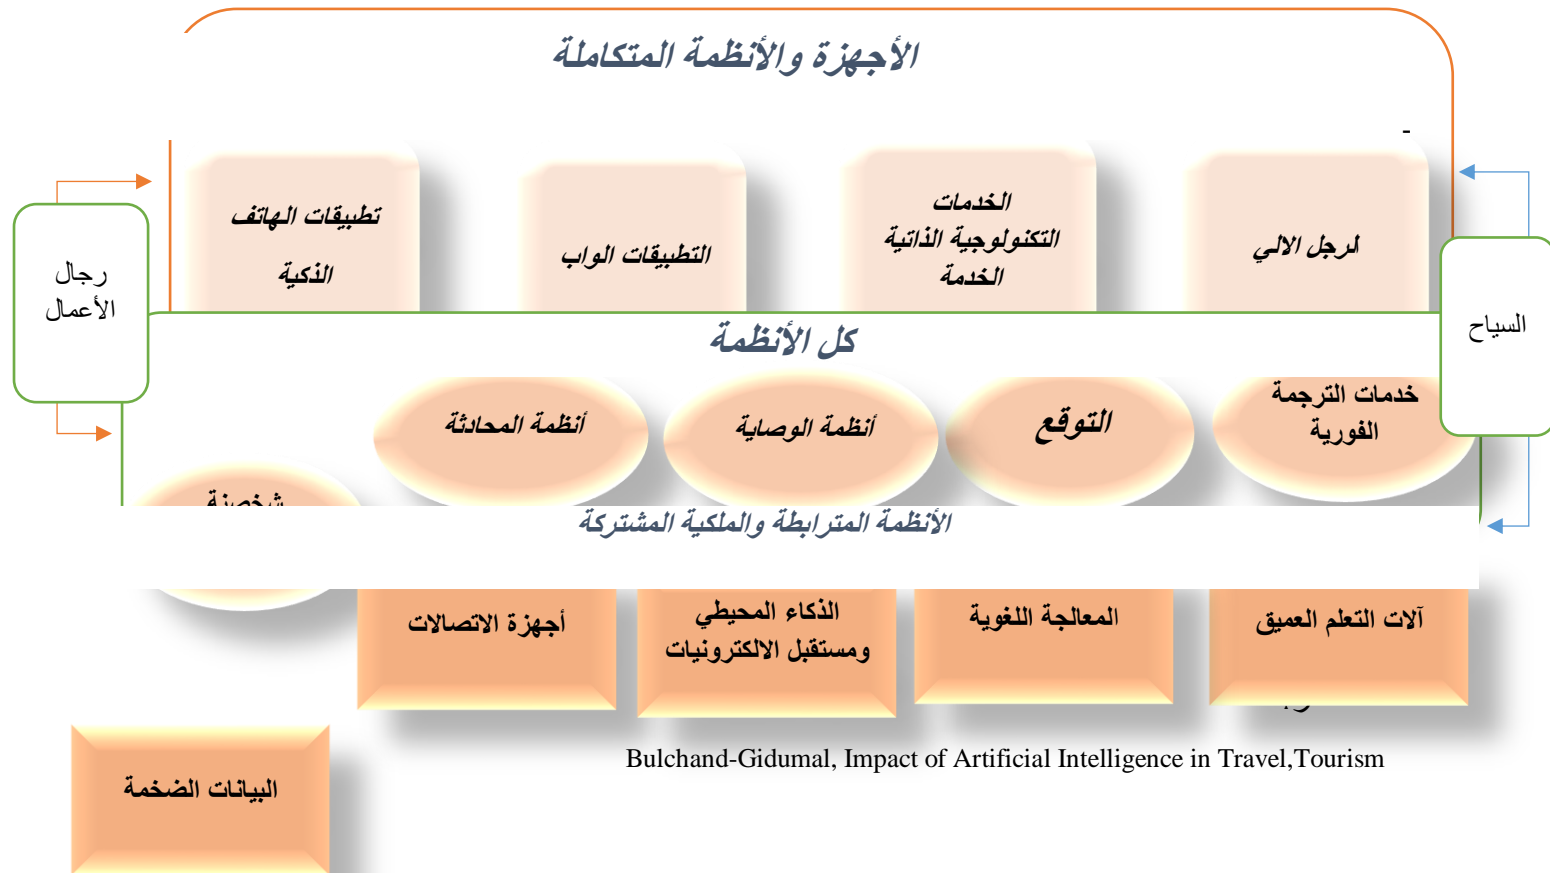 الأجهزة والأنظمة المتكاملة
-
لرجل الالي
الخدمات
التكنولوجية الذاتية
الخدمة
التطبيقات الواب
تطبيقات الهاتف
الذكية
السياح
رجال
الأعمال
كل الأنظمة
خدمات الترجمة
الفورية
التوقع
أنظمة الوصاية
أنظمة المحادثة
شخصنة
الأنظمة المترابطة والملكية المشتركة
آلات التعلم العميق
المعالجة اللغوية
الذكاء المحيطي
ومستقبل الالكترونيات
أجهزة الاتصالات
البيانات الضخمة
Bulchand-Gidumal, Impact of Artificial Intelligence in Travel,Tourism